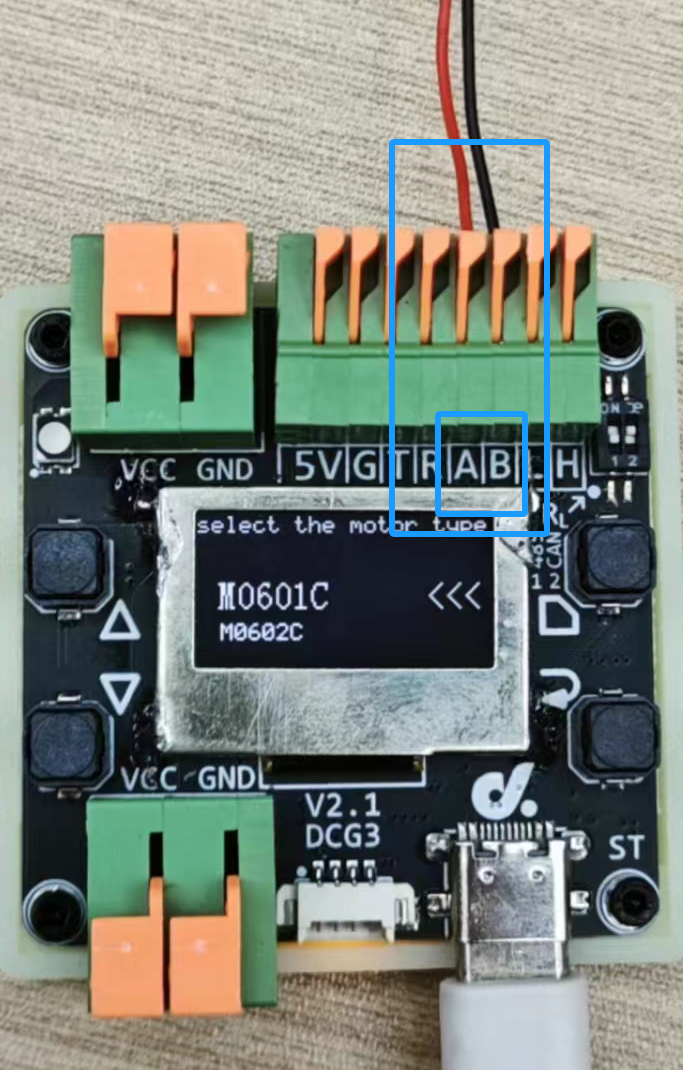 VCC GND
5V G T R A B H
ON
1 2
select the motor type
M0601C <<<
M0602C
RL
485
CAN
1 2
VCC GND
V2.1
DCG3
d.
ST